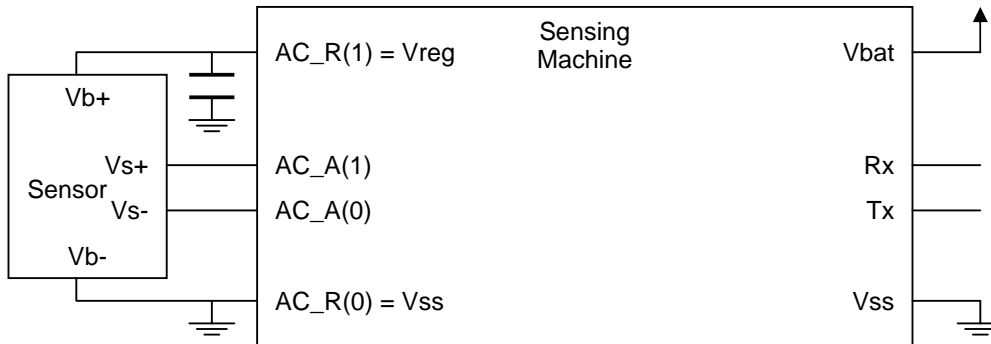 Sensing
Machine
AC_R(1) = Vreg
Vbat
Vb+
Vs+
AC_A(1)
Rx
Sensor
Vs-
AC_A(0)
Tx
Vb-
AC_R(0) = Vss
Vss